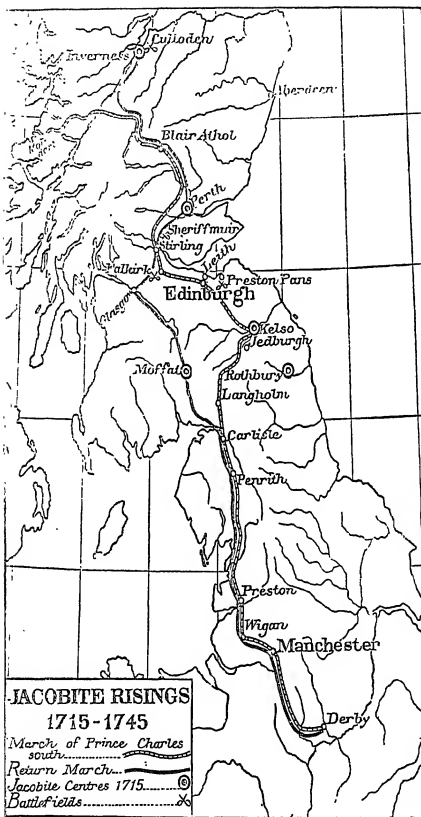 Culloden
Inverness
Aberdeen
Blair Athol
Perth
Sheriffmuir
Stirling
Leith
Falkirk
Preston Pans
Edinburgh
Glasgow
Kelso
Jedburgh
Moffat
Rothbury
Langholm
Carlisle
Penrith
Preston
Wigan
Manchester
Derby
JACOBITE RISINGS
1715-1745
March of Prince Charles
south
Return March
Jacobite Centres 1715
Battlefields